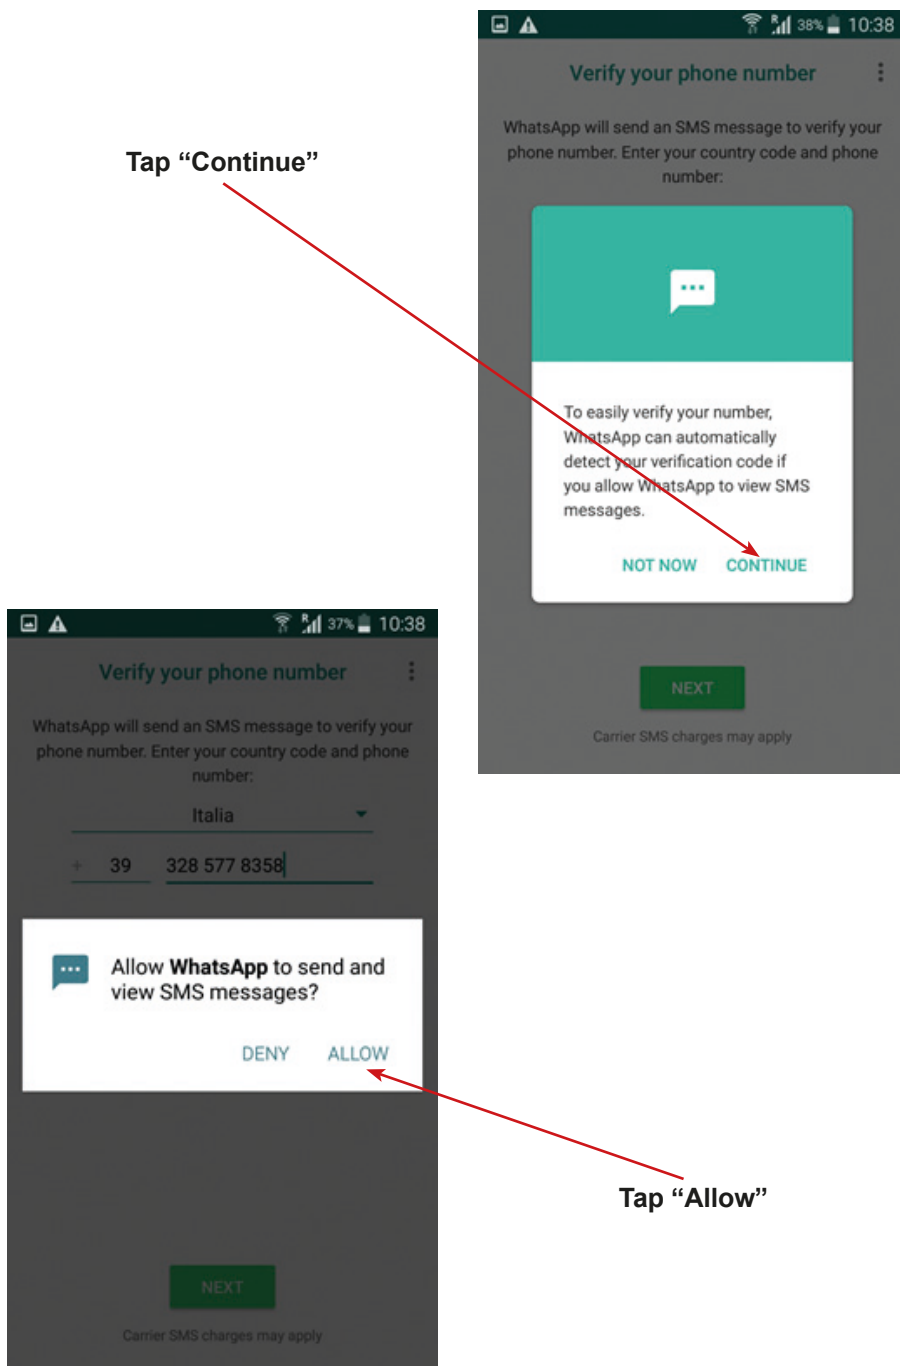 38% 10:38
Verify your phone number
WhatsApp will send an SMS message to verify your
phone number. Enter your country code and phone
number:
Tap “Continue”
To easily verify your number,
WhatsApp can automatically
detect your verification code if
you allow WhatsApp to view SMS
messages.
NOT NOW CONTINUE
NEXT
Carrier SMS charges may apply
R 37% 10:38
Verify your phone number
WhatsApp will send an SMS message to verify your
phone number. Enter your country code and phone
number:
Italia
+ 39 328 577 8358
Allow WhatsApp to send and
view SMS messages?
DENY ALLOW
Tap “Allow”
NEXT
Carrier SMS charges may apply